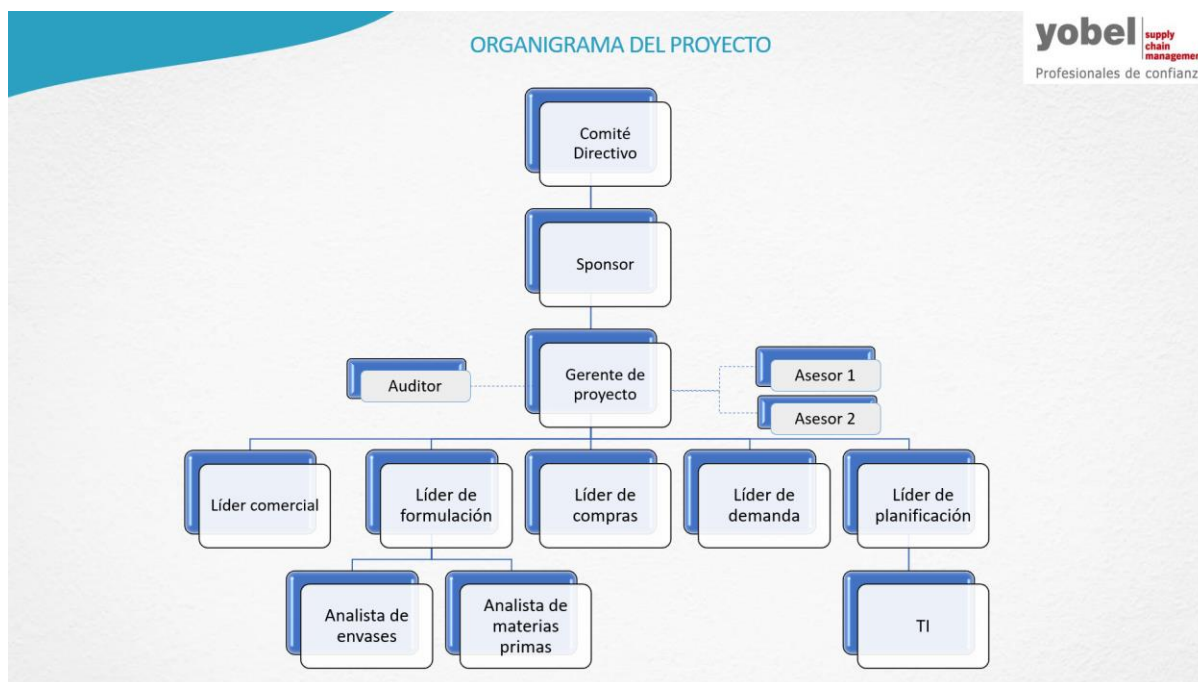 ORGANIGRAMA DEL PROYECTO
yobel
supply
chain
management
Profesionales de confianz
Comité
Directivo
Sponsor
Gerente de
proyecto
Auditor
Asesor 1
Asesor 2
Líder comercial
Líder de
formulación
Líder de
compras
Líder de
demanda
Líder de
planificación
Analista de
envases
Analista de
materias
primas
TI